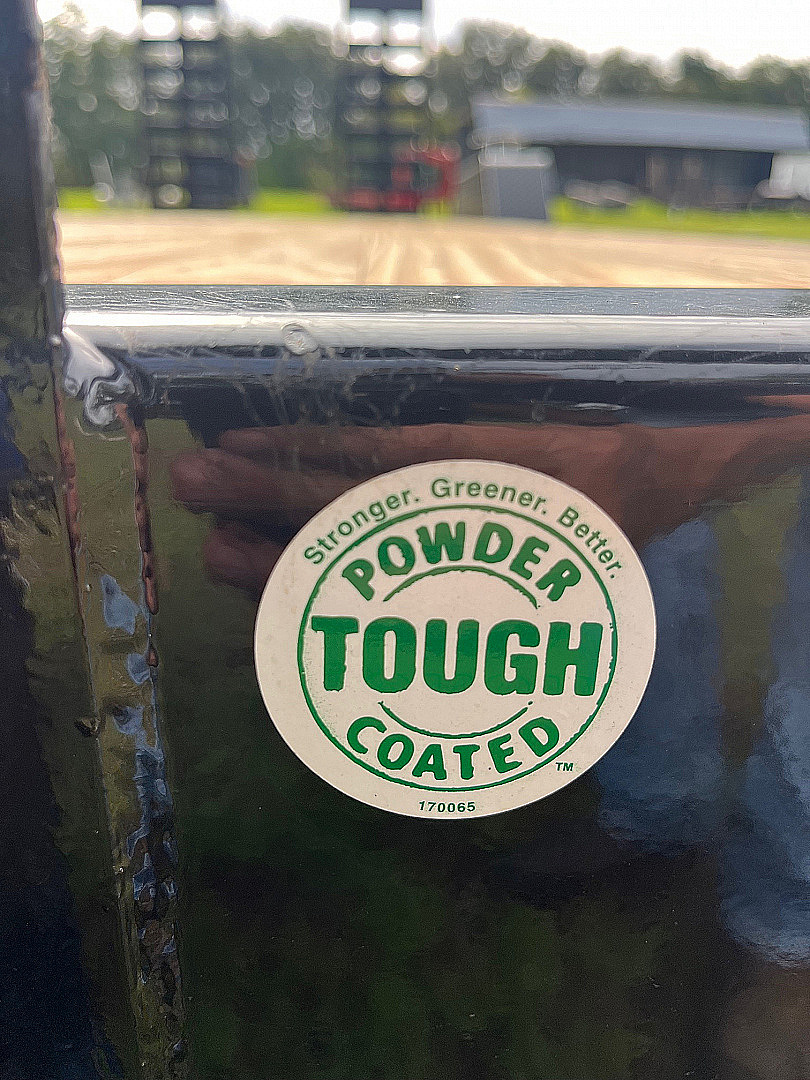 Stronger. Greener. Better.
POWDER
TOUGH
COATED
TM
170065